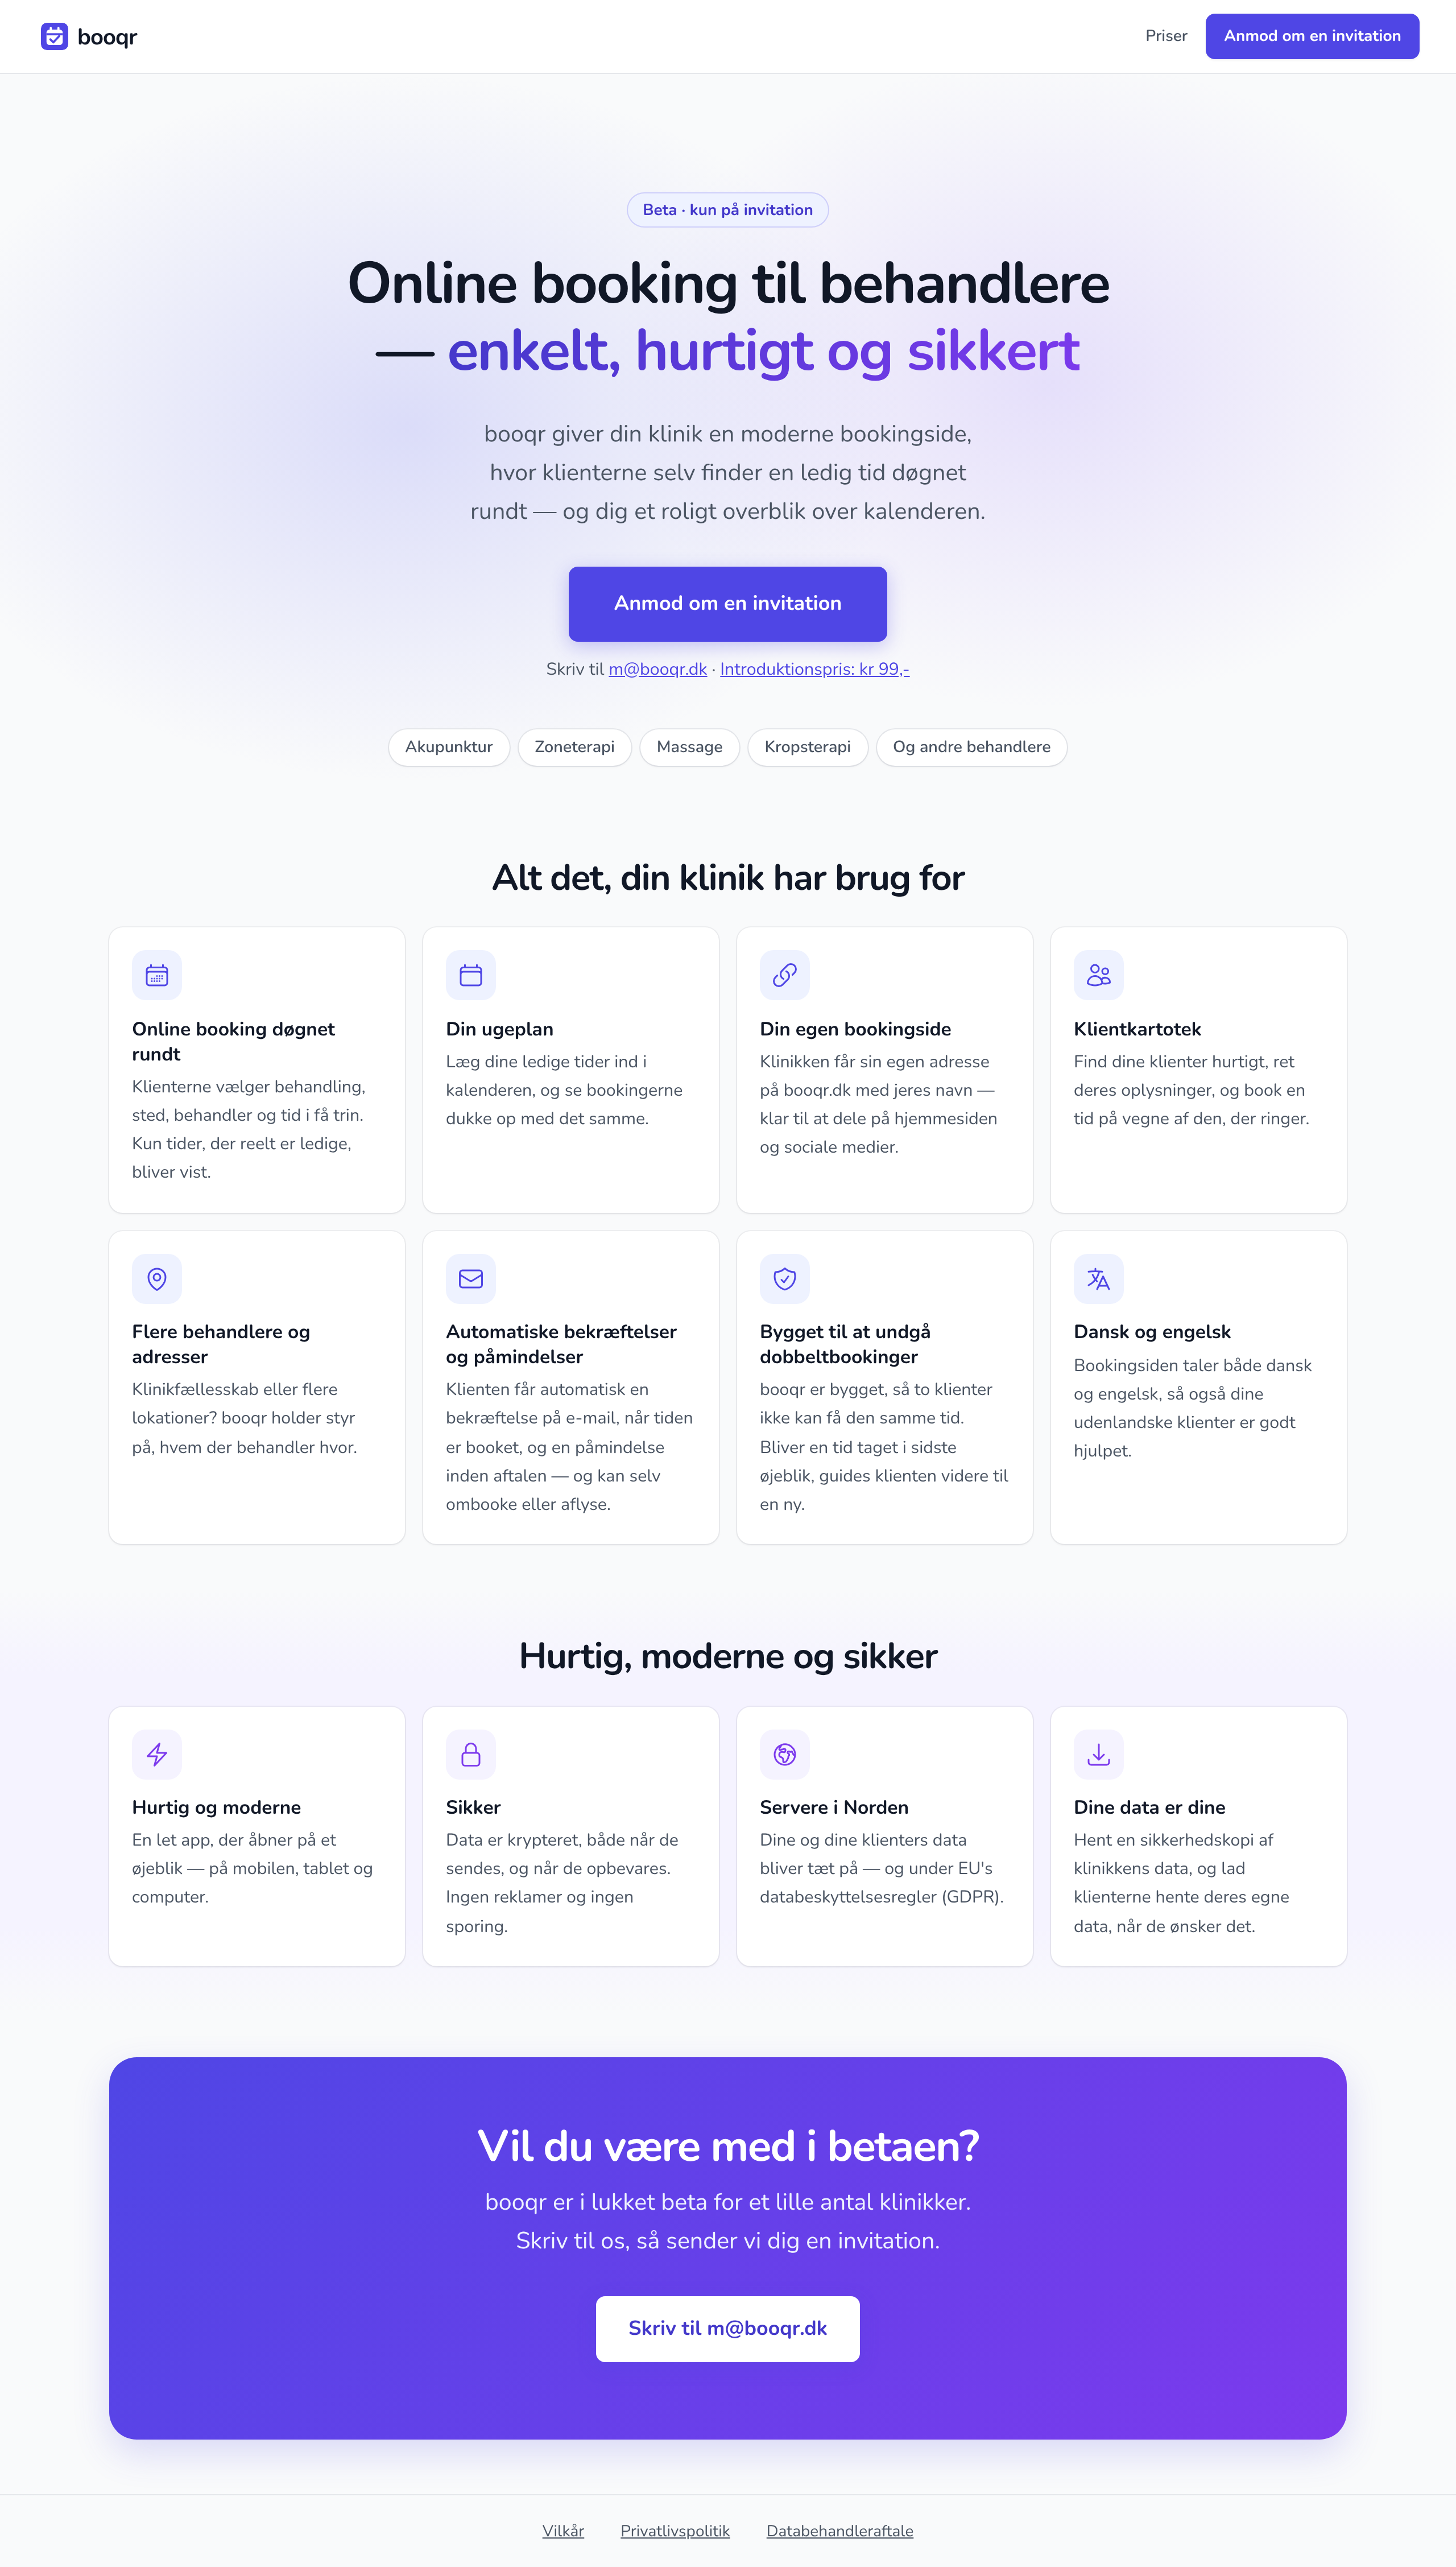 booqr
Priser
Anmod om en invitation
Beta · kun på invitation
Online booking til behandlere
— enkelt, hurtigt og sikkert
booqr giver din klinik en moderne bookingside,
hvor klienterne selv finder en ledig tid døgnet
rundt — og dig et roligt overblik over kalenderen.
Anmod om en invitation
Skriv til m@booqr.dk · Introduktionspris: kr 99,-
Akupunktur
Zoneterapi
Massage
Kropsterapi
Og andre behandlere
Alt det, din klinik har brug for
Online booking døgnet
rundt
Klienterne vælger behandling,
sted, behandler og tid i få trin.
Kun tider, der reelt er ledige,
bliver vist.
Din ugeplan
Læg dine ledige tider ind i
kalenderen, og se bookingerne
dukke op med det samme.
Din egen bookingside
Klinikken får sin egen adresse
på booqr.dk med jeres navn —
klar til at dele på hjemmesiden
og sociale medier.
Klientkartotek
Find dine klienter hurtigt, ret
deres oplysninger, og book en
tid på vegne af den, der ringer.
Flere behandlere og
adresser
Klinikfællesskab eller flere
lokationer? booqr holder styr
på, hvem der behandler hvor.
Automatiske bekræftelser
og påmindelser
Klienten får automatisk en
bekræftelse på e-mail, når tiden
er booket, og en påmindelse
inden aftalen — og kan selv
ombooke eller aflyse.
Bygget til at undgå
dobbeltbookinger
booqr er bygget, så to klienter
ikke kan få den samme tid.
Bliver en tid taget i sidste
øjeblik, guides klienten videre til
en ny.
Dansk og engelsk
Bookingsiden taler både dansk
og engelsk, så også dine
udenlandske klienter er godt
hjulpet.
Hurtig, moderne og sikker
Hurtig og moderne
En let app, der åbner på et
øjeblik — på mobilen, tablet og
computer.
Sikker
Data er krypteret, både når de
sendes, og når de opbevares.
Ingen reklamer og ingen
sporing.
Servere i Norden
Dine og dine klienters data
bliver tæt på — og under EU's
databeskyttelsesregler (GDPR).
Dine data er dine
Hent en sikkerhedskopi af
klinikkens data, og lad
klienterne hente deres egne
data, når de ønsker det.
Vil du være med i betaen?
booqr er i lukket beta for et lille antal klinikker.
Skriv til os, så sender vi dig en invitation.
Skriv til m@booqr.dk
Vilkår
Privatlivspolitik
Databehandleraftale